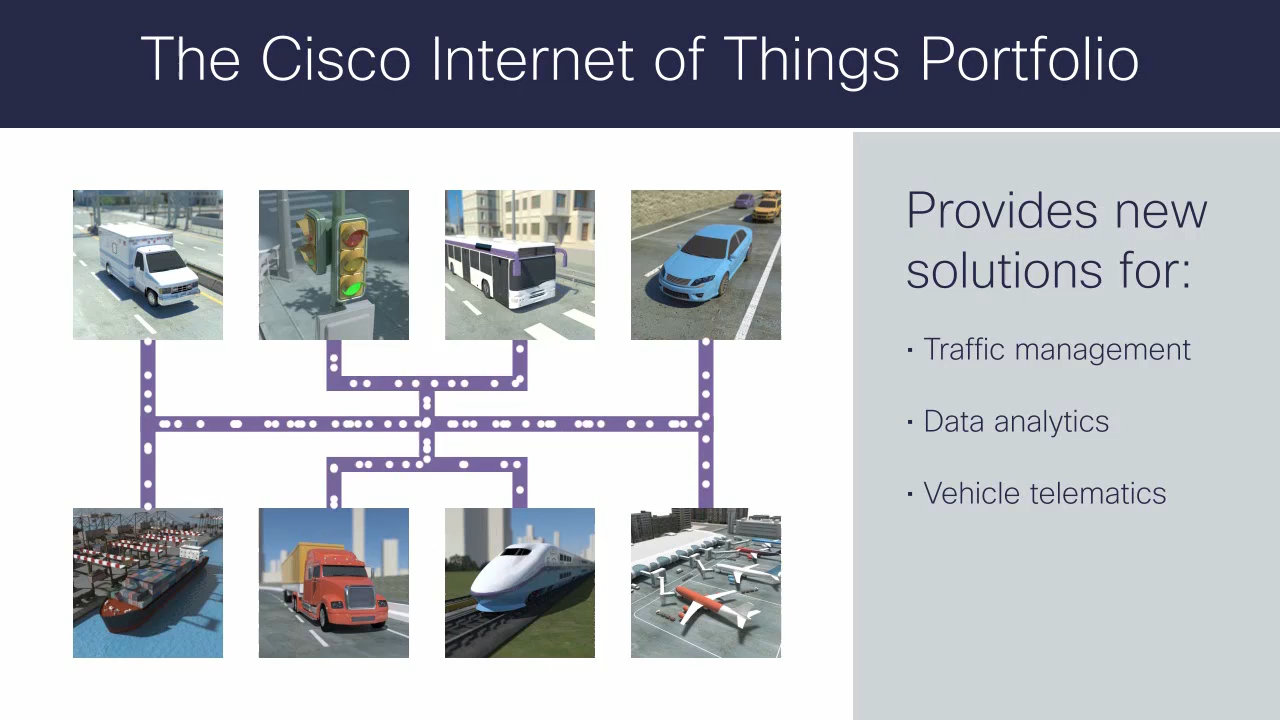 The Cisco Internet of Things Portfolio
Provides new
solutions for:
· Traffic management
· Data analytics
· Vehicle telematics